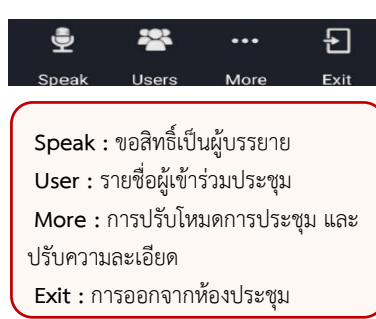 Speak Users More Exit
Speak : ขอสิทธิ์เป็นผู้บรรยาย
User : รายชื่อผู้เข้าร่วมประชุม
More : การปรับโหมดการประชุม และ
ปรับความละเอียด
Exit : การออกจากห้องประชุม